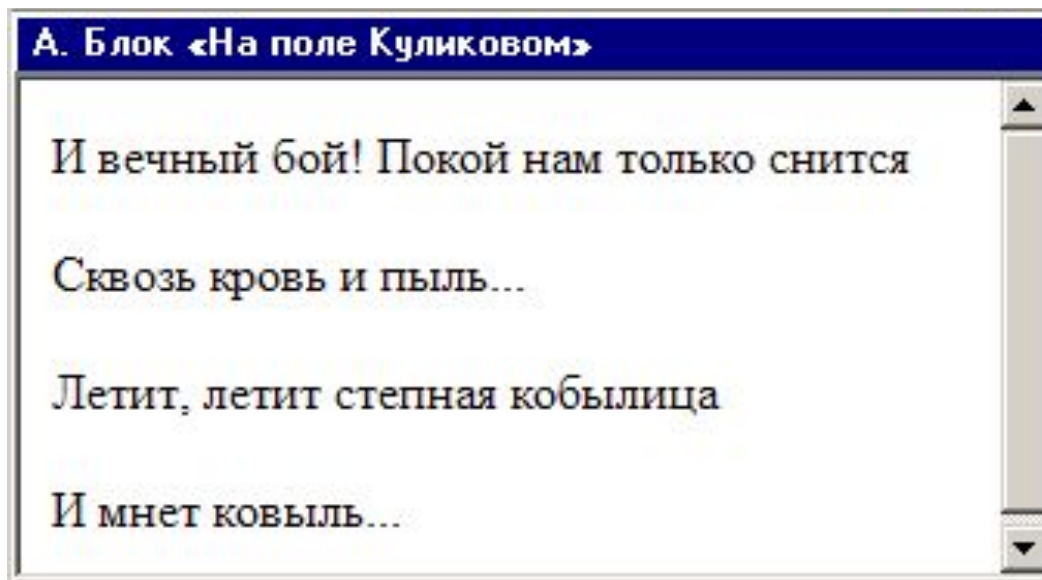 А. Блок «На поле Куликовом»
И вечный бой! Покой нам только снится
Сквозь кровь и пыль...
Летит, летит степная кобылица
И мнет ковыль...